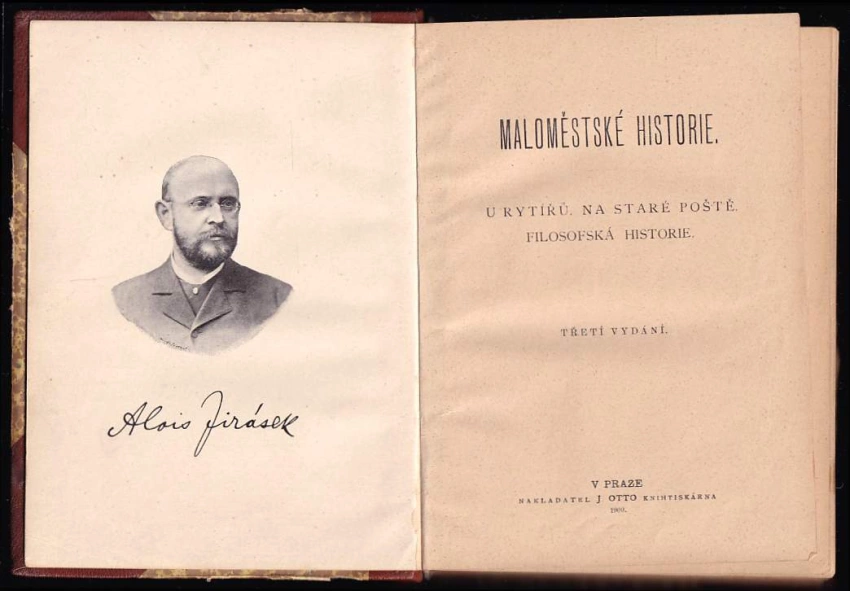 Alois Jirásek
MALOMĚSTSKÉ HISTORIE.
U RYTÍŘŮ. NA STARÉ POŠTĚ.
FILOSOFSKÁ HISTORIE.
TŘETÍ VYDÁNÍ.
V PRAZE
NAKLADATEL J. OTTO KNIHTISKÁRNA